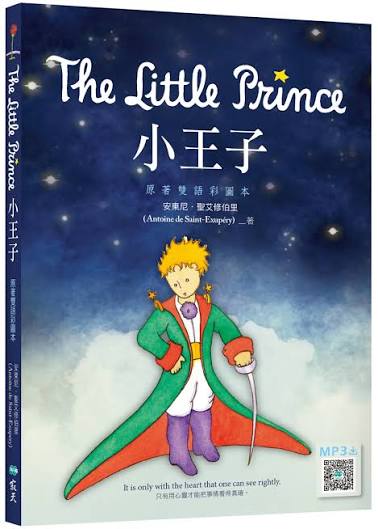 The Little Prince
小王子
原著雙語彩圖本
安東尼・聖艾修伯里
(Antoine de Saint-Exupéry)__著
MP3
It is only with the heart that one can see rightly.
只有用心靈才能把事情看得真確。
The Little Prince
小王子
原著雙語彩圖本
安東尼・聖艾修伯里
(Antoine de Saint-Exupéry)
寂天